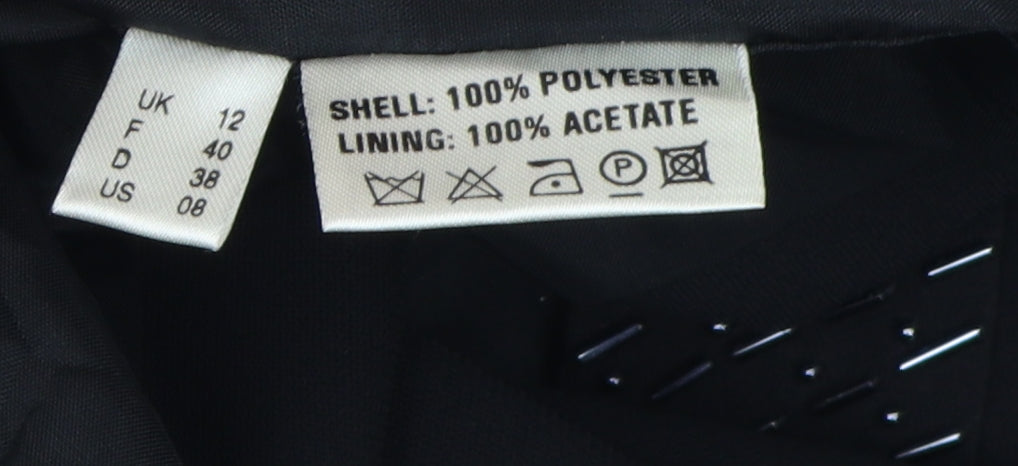 UK 12
F 40
D 38
US 08
SHELL: 100% POLYESTER
LINING: 100% ACETATE
P